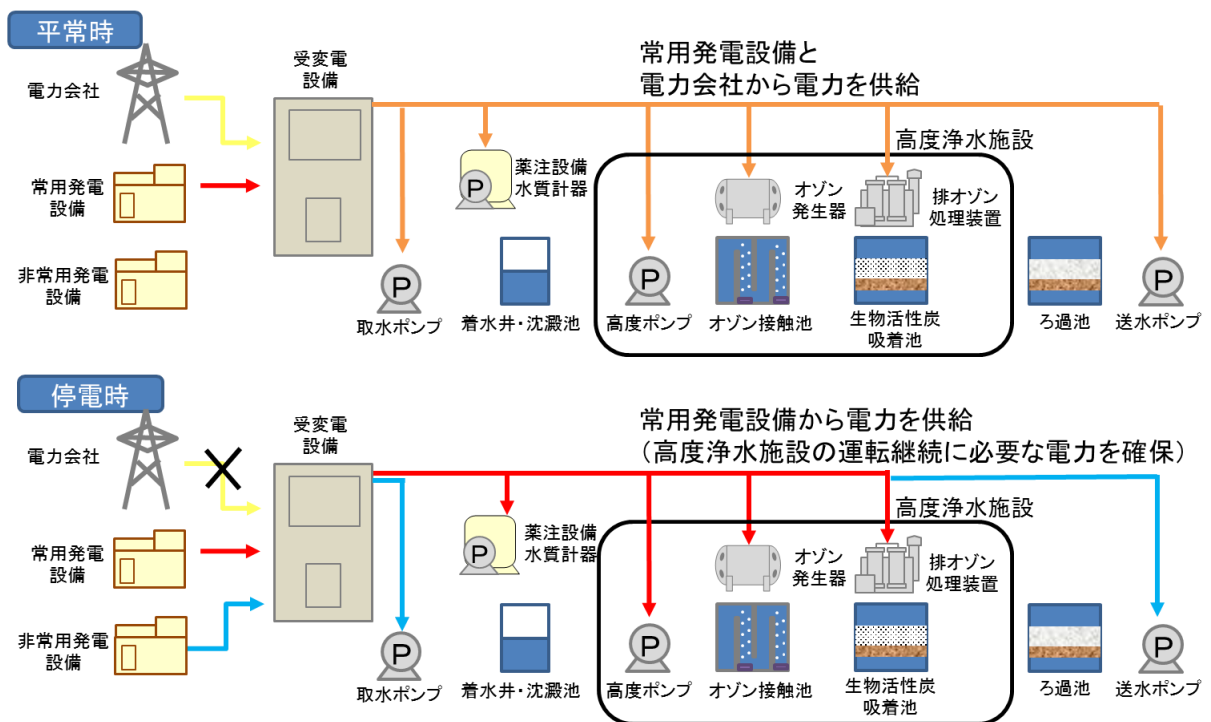 平常時
電力会社
常用発電
設備
非常用発電
設備
受変電
設備
常用発電設備と
電力会社から電力を供給
高度浄水施設
P
薬注設備
水質計器
オゾン
発生器
排オゾン
処理装置
P
取水ポンプ
着水井・沈澱池
P
高度ポンプ
オゾン接触池
生物活性炭
吸着池
ろ過池
P
送水ポンプ
停電時
電力会社
常用発電
設備
非常用発電
設備
受変電
設備
常用発電設備から電力を供給
（高度浄水施設の運転継続に必要な電力を確保）
高度浄水施設
P
薬注設備
水質計器
オゾン
発生器
排オゾン
処理装置
P
取水ポンプ
着水井・沈澱池
P
高度ポンプ
オゾン接触池
生物活性炭
吸着池
ろ過池
P
送水ポンプ